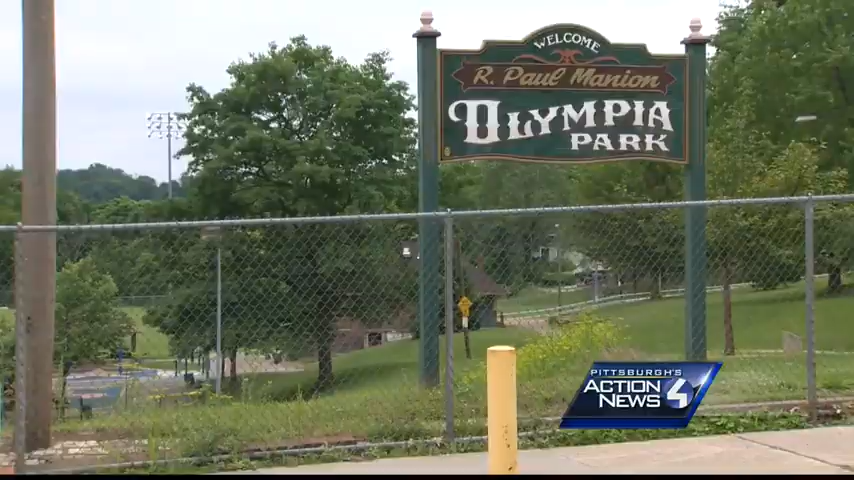 WELCOME
R. Paul Manion
OLYMPIA
PARK
PITTSBURGH'S
ACTION
NEWS 4